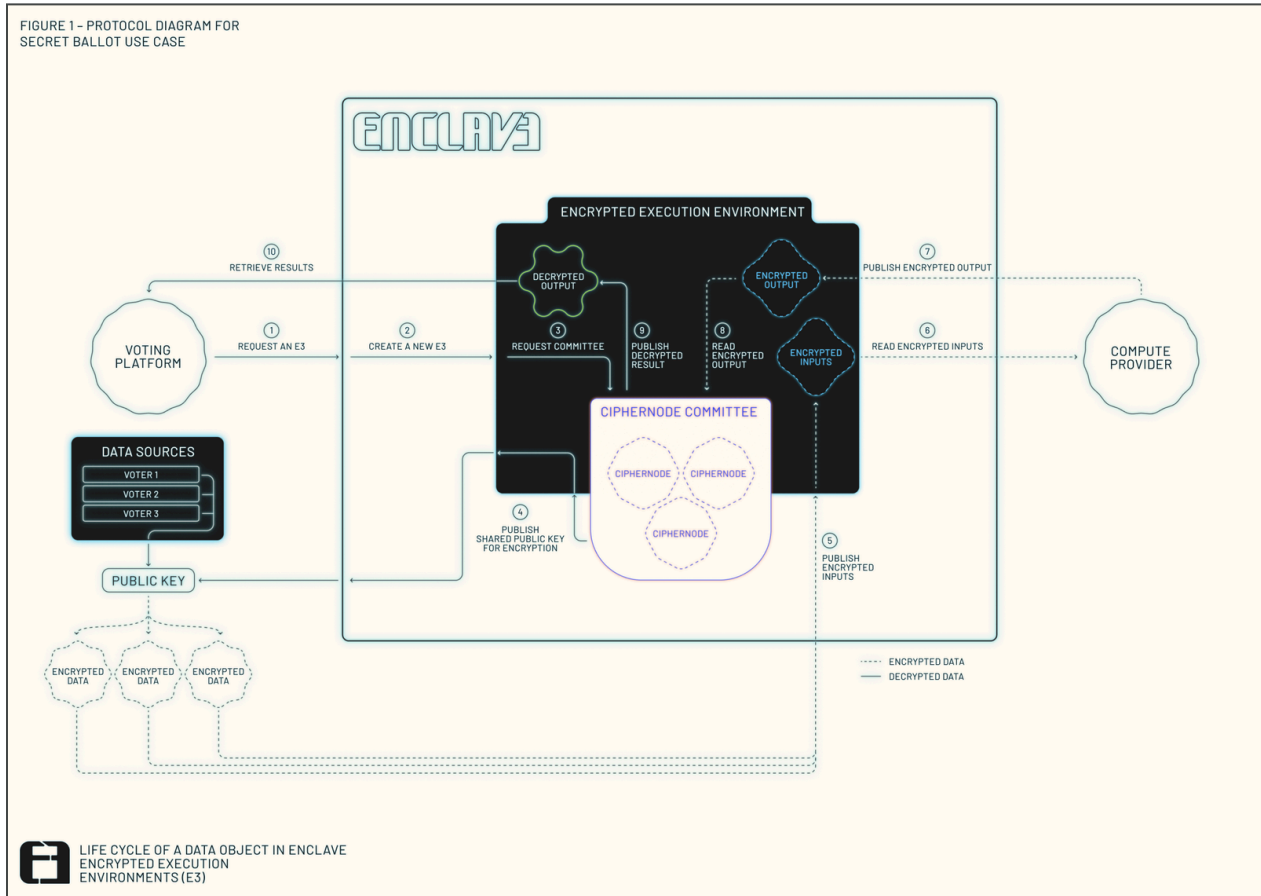 FIGURE 1 – PROTOCOL DIAGRAM FOR
SECRET BALLOT USE CASE
ENCLAV3
ENCRYPTED EXECUTION ENVIRONMENT
10
RETRIEVE RESULTS
DECRYPTED
OUTPUT
ENCRYPTED
OUTPUT
7
PUBLISH ENCRYPTED OUTPUT
VOTING
PLATFORM
1
REQUEST AN E3
2
CREATE A NEW E3
3
REQUEST COMMITTEE
9
PUBLISH
DECRYPTED
RESULT
8
READ
ENCRYPTED
OUTPUT
ENCRYPTED
INPUTS
6
READ ENCRYPTED INPUTS
COMPUTE
PROVIDER
CIPHERNODE COMMITTEE
CIPHERNODE
CIPHERNODE
CIPHERNODE
DATA SOURCES
VOTER 1
VOTER 2
VOTER 3
4
PUBLISH
SHARED PUBLIC KEY
FOR ENCRYPTION
5
PUBLISH
ENCRYPTED
INPUTS
PUBLIC KEY
ENCRYPTED
DATA
ENCRYPTED
DATA
ENCRYPTED
DATA
ENCRYPTED DATA
DECRYPTED DATA
LIFE CYCLE OF A DATA OBJECT IN ENCLAVE
ENCRYPTED EXECUTION
ENVIRONMENTS (E3)